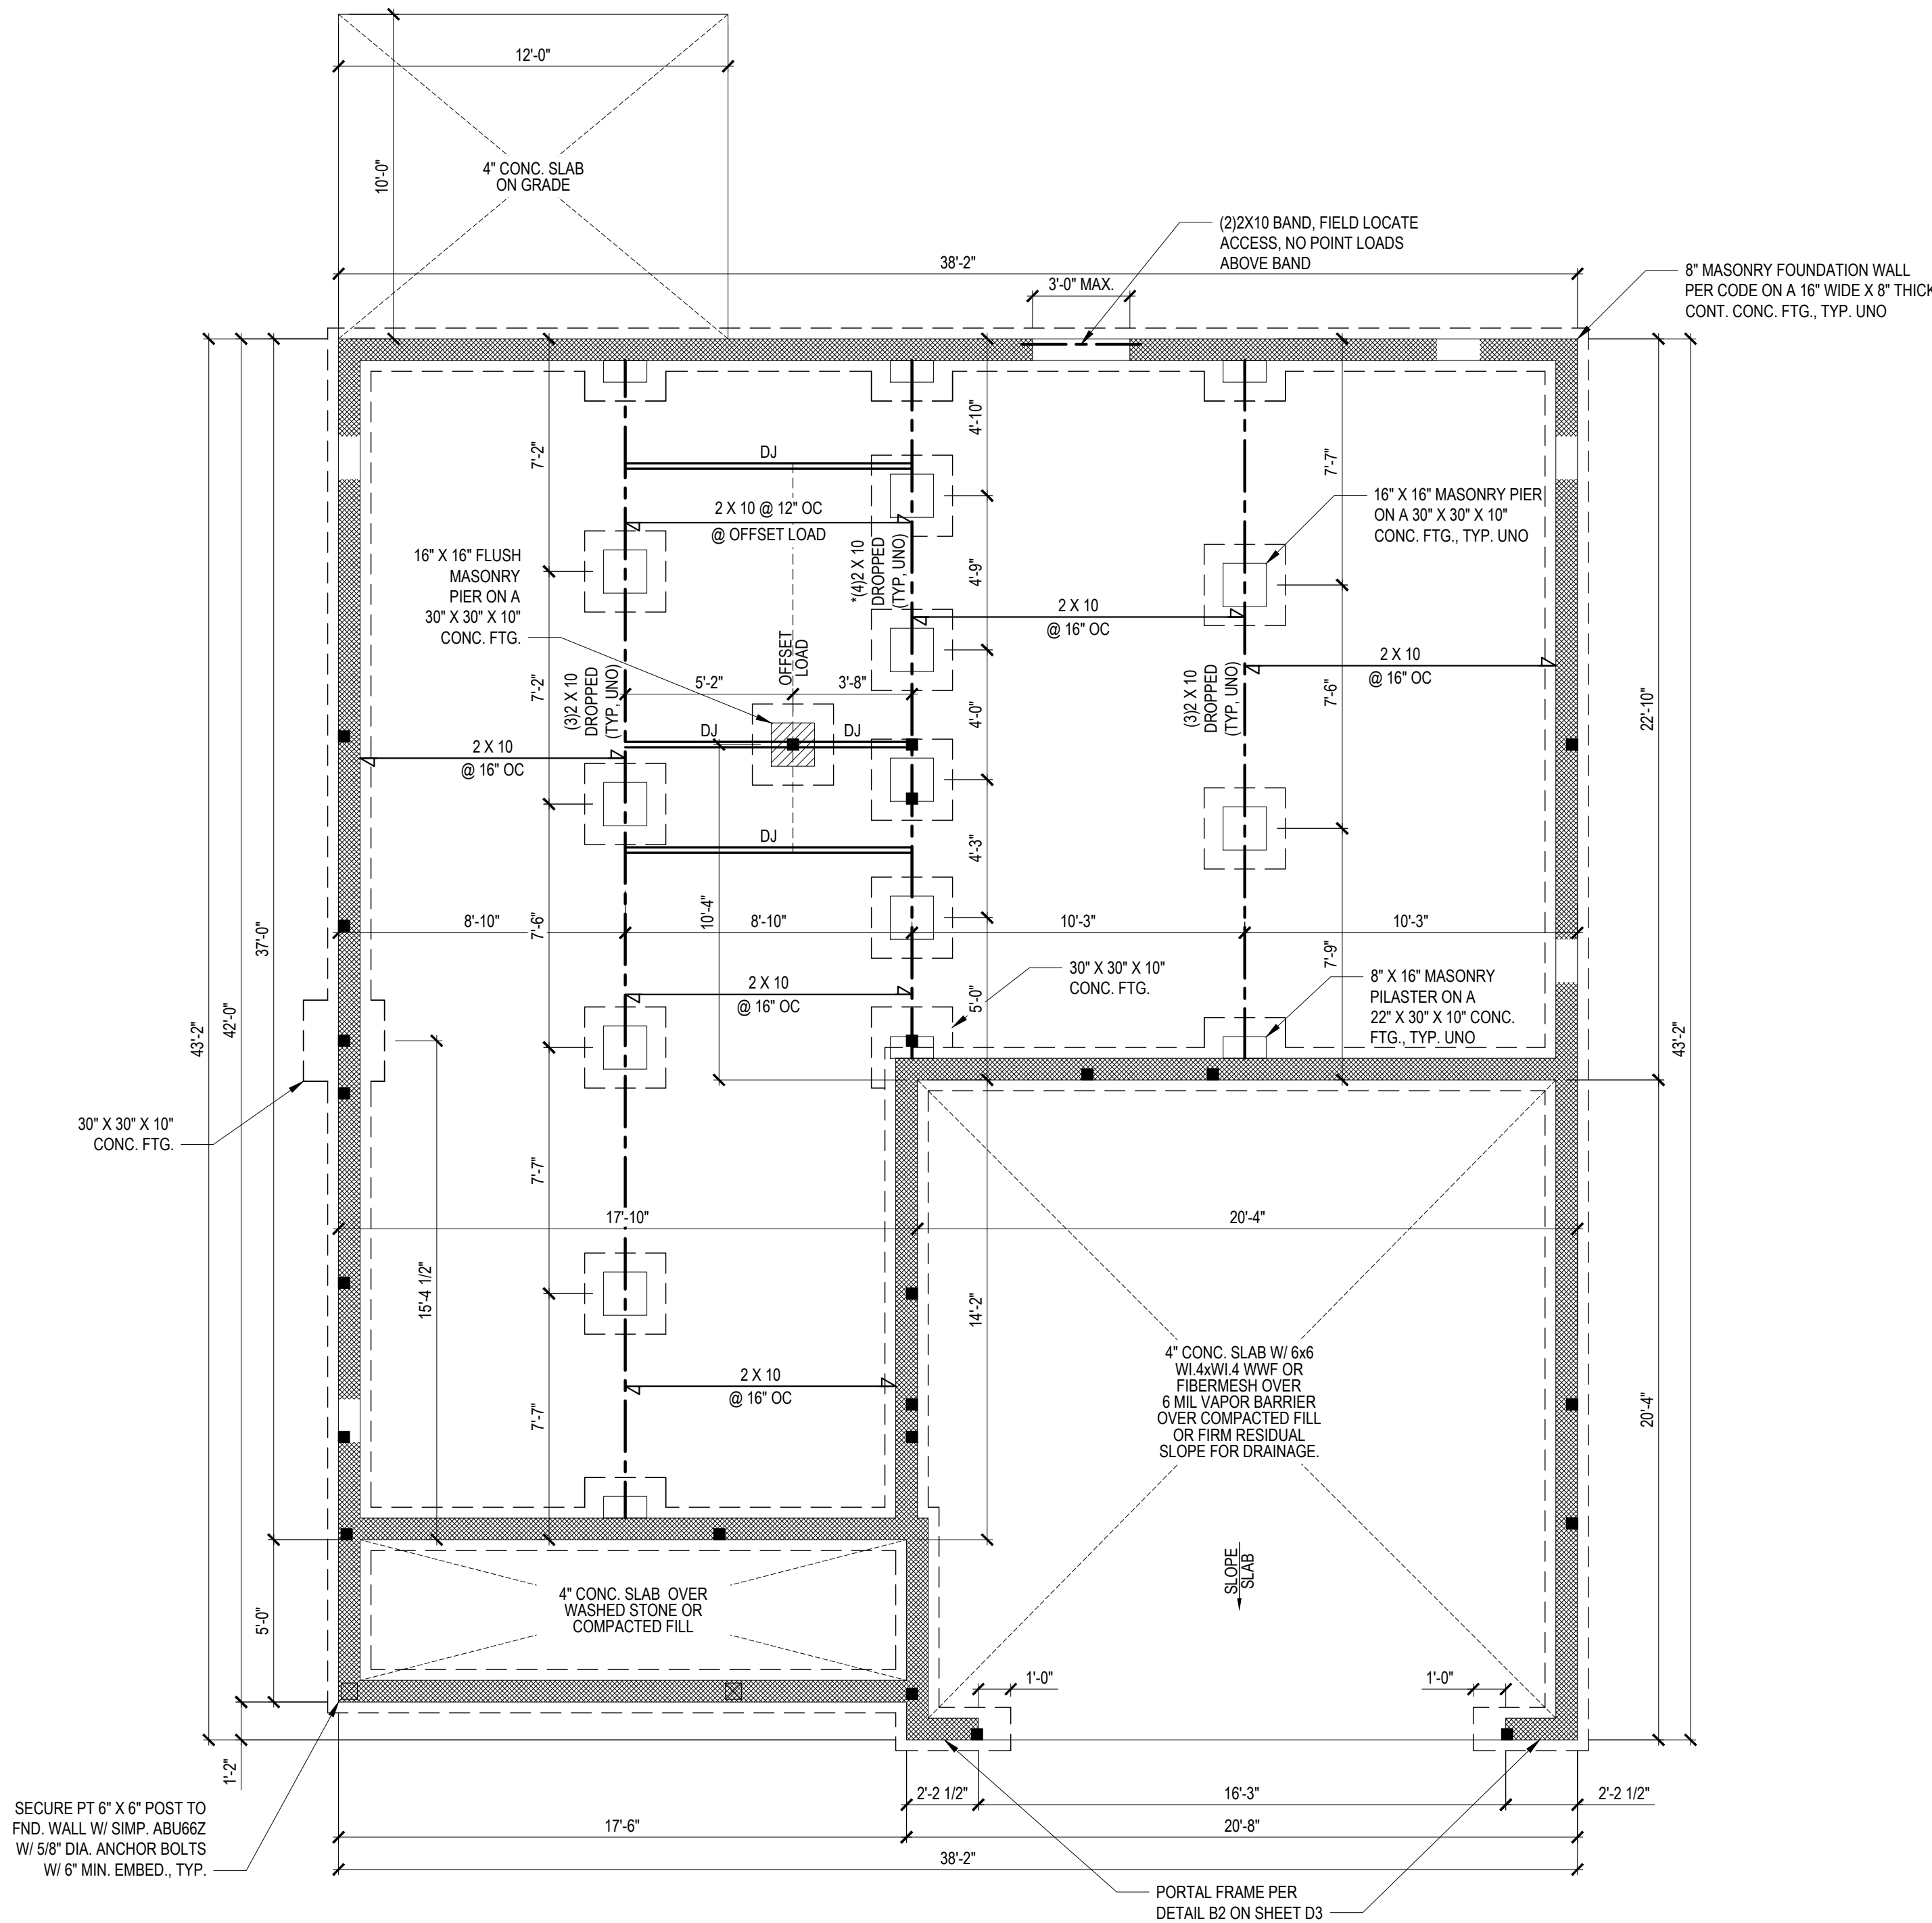 12'-0"
10'-0"
4" CONC. SLAB
ON GRADE
(2)2X10 BAND, FIELD LOCATE
ACCESS, NO POINT LOADS
ABOVE BAND
38'-2"
3'-0" MAX.
8" MASONRY FOUNDATION WALL
PER CODE ON A 16" WIDE X 8" THICK
CONT. CONC. FTG., TYP. UNO
7'-2"
4'-10"
7'-7"
DJ
2 X 10 @ 12" OC
@ OFFSET LOAD
16" X 16" MASONRY PIER
ON A 30" X 30" X 10"
CONC. FTG., TYP. UNO
16" X 16" FLUSH
MASONRY
PIER ON A
30" X 30" X 10"
CONC. FTG.
*(4)2 X 10
DROPPED
(TYP, UNO)
4'-9"
2 X 10
@ 16" OC
2 X 10
@ 16" OC
OFFSET
LOAD
(3)2 X 10
DROPPED
(TYP, UNO)
7'-2"
5'-2"
3'-8"
4'-0"
(3)2 X 10
DROPPED
(TYP, UNO)
7'-6"
22'-10"
DJ
DJ
2 X 10
@ 16" OC
DJ
4'-3"
37'-0"
8'-10"
7'-6"
10'-4"
8'-10"
10'-3"
10'-3"
7'-9"
2 X 10
@ 16" OC
30" X 30" X 10"
CONC. FTG.
5'-0"
8" X 16" MASONRY
PILASTER ON A
22" X 30" X 10" CONC.
FTG., TYP. UNO
43'-2"
42'-0"
43'-2"
30" X 30" X 10"
CONC. FTG.
7'-7"
17'-10"
20'-4"
15'-4 1/2"
14'-2"
4" CONC. SLAB W/ 6x6
WI.4xWI.4 WWF OR
FIBERMESH OVER
6 MIL VAPOR BARRIER
OVER COMPACTED FILL
OR FIRM RESIDUAL
SLOPE FOR DRAINAGE.
2 X 10
@ 16" OC
7'-7"
20'-4"
SLOPE
SLAB
4" CONC. SLAB OVER
WASHED STONE OR
COMPACTED FILL
5'-0"
1'-0"
1'-0"
1'-2"
SECURE PT 6" X 6" POST TO
FND. WALL W/ SIMP. ABU66Z
W/ 5/8" DIA. ANCHOR BOLTS
W/ 6" MIN. EMBED., TYP.
2'-2 1/2"
16'-3"
2'-2 1/2"
17'-6"
20'-8"
38'-2"
PORTAL FRAME PER
DETAIL B2 ON SHEET D3